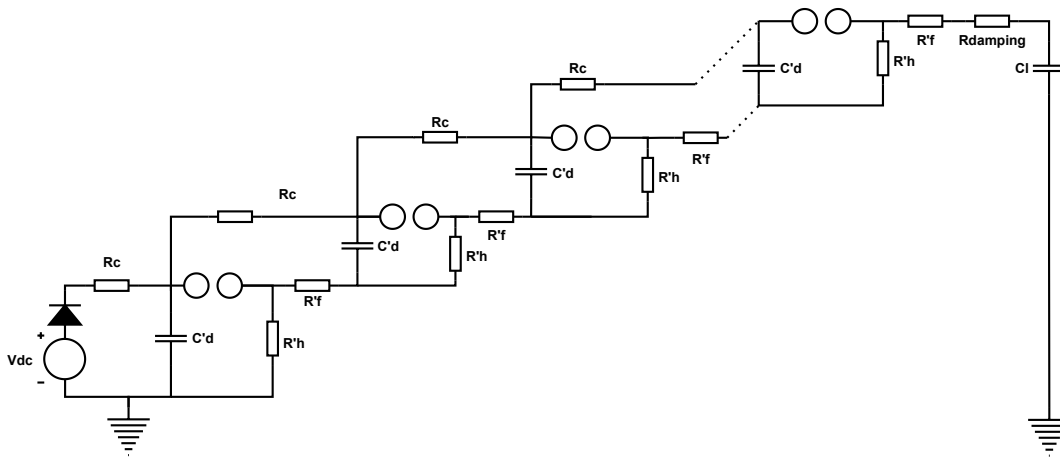 C'd
R'h
R'f
Rdamping
Cl
Rc
C'd
R'h
R'f
Rc
C'd
R'h
R'f
Rc
C'd
R'h
R'f
Rc
+
Vdc
−